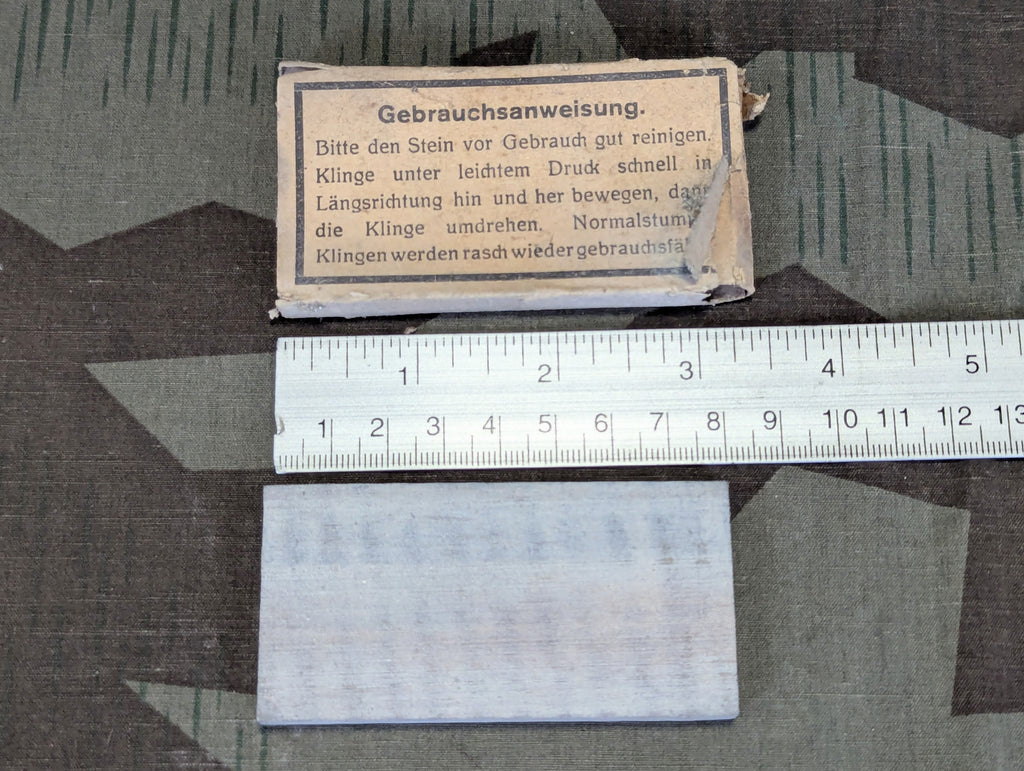 Gebrauchsanweisung.
Bitte den Stein vor Gebrauch gut reinigen.
Klinge unter leichtem Druck schnell in
Längsrichtung hin und her bewegen,
die Klinge umdrehen.
Klingen werden rasch wieder
1 2 3 4 5
1 2 3 4 5 6 7 8 9 10 11 12 13